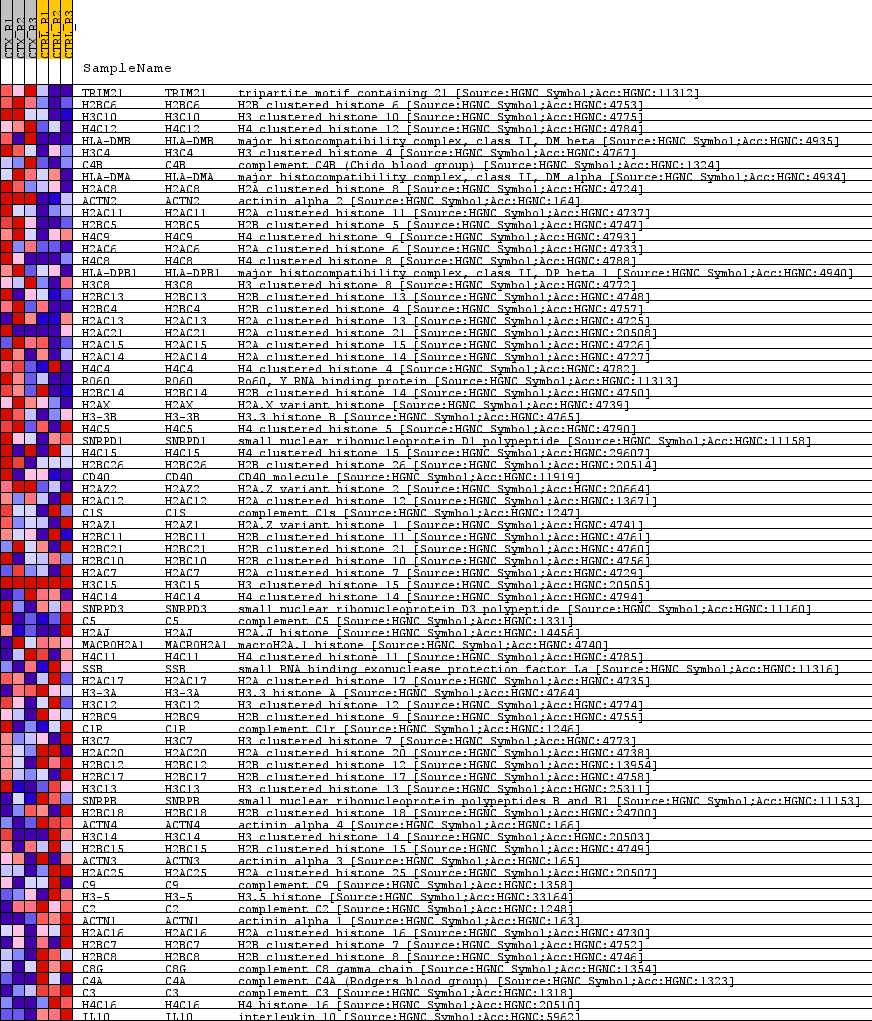 CTX_R1
CTX_R2
CTX_R3
CTRL_R1
CTRL_R2
CTRL_R3
SampleName
TRIM21 TRIM21 tripartite motif containing 21 [Source:HGNC Symbol;Acc:HGNC:11312]
H2BC6 H2BC6 H2B clustered histone 6 [Source:HGNC Symbol;Acc:HGNC:4753]
H3C10 H3C10 H3 clustered histone 10 [Source:HGNC Symbol;Acc:HGNC:4775]
H4C12 H4C12 H4 clustered histone 12 [Source:HGNC Symbol;Acc:HGNC:4784]
HLA-DMB HLA-DMB major histocompatibility complex, class II, DM beta [Source:HGNC Symbol;Acc:HGNC:4935]
H3C4 H3C4 H3 clustered histone 4 [Source:HGNC Symbol;Acc:HGNC:4767]
C4B C4B complement C4B (Chido blood group) [Source:HGNC Symbol;Acc:HGNC:1324]
HLA-DMA HLA-DMA major histocompatibility complex, class II, DM alpha [Source:HGNC Symbol;Acc:HGNC:4934]
H2AC8 H2AC8 H2A clustered histone 8 [Source:HGNC Symbol;Acc:HGNC:4724]
ACTN2 ACTN2 actinin alpha 2 [Source:HGNC Symbol;Acc:HGNC:164]
H2AC11 H2AC11 H2A clustered histone 11 [Source:HGNC Symbol;Acc:HGNC:4737]
H2BC5 H2BC5 H2B clustered histone 5 [Source:HGNC Symbol;Acc:HGNC:4747]
H4C9 H4C9 H4 clustered histone 9 [Source:HGNC Symbol;Acc:HGNC:4793]
H2AC6 H2AC6 H2A clustered histone 6 [Source:HGNC Symbol;Acc:HGNC:4733]
H4C8 H4C8 H4 clustered histone 8 [Source:HGNC Symbol;Acc:HGNC:4788]
HLA-DPB1 HLA-DPB1 major histocompatibility complex, class II, DP beta 1 [Source:HGNC Symbol;Acc:HGNC:4940]
H3C8 H3C8 H3 clustered histone 8 [Source:HGNC Symbol;Acc:HGNC:4772]
H2BC13 H2BC13 H2B clustered histone 13 [Source:HGNC Symbol;Acc:HGNC:4748]
H2BC4 H2BC4 H2B clustered histone 4 [Source:HGNC Symbol;Acc:HGNC:4757]
H2AC13 H2AC13 H2A clustered histone 13 [Source:HGNC Symbol;Acc:HGNC:4725]
H2AC21 H2AC21 H2A clustered histone 21 [Source:HGNC Symbol;Acc:HGNC:20508]
H2AC15 H2AC15 H2A clustered histone 15 [Source:HGNC Symbol;Acc:HGNC:4726]
H2AC14 H2AC14 H2A clustered histone 14 [Source:HGNC Symbol;Acc:HGNC:4727]
H4C4 H4C4 H4 clustered histone 4 [Source:HGNC Symbol;Acc:HGNC:4782]
RO60 RO60 Ro60, Y RNA binding protein [Source:HGNC Symbol;Acc:HGNC:11313]
H2BC14 H2BC14 H2B clustered histone 14 [Source:HGNC Symbol;Acc:HGNC:4750]
H2AX H2AX H2A.X variant histone [Source:HGNC Symbol;Acc:HGNC:4739]
H3-3B H3-3B H3.3 histone B [Source:HGNC Symbol;Acc:HGNC:4765]
H4C5 H4C5 H4 clustered histone 5 [Source:HGNC Symbol;Acc:HGNC:4790]
SNRPD1 SNRPD1 small nuclear ribonucleoprotein D1 polypeptide [Source:HGNC Symbol;Acc:HGNC:11158]
H4C15 H4C15 H4 clustered histone 15 [Source:HGNC Symbol;Acc:HGNC:29607]
H2BC26 H2BC26 H2B clustered histone 26 [Source:HGNC Symbol;Acc:HGNC:20514]
CD40 CD40 CD40 molecule [Source:HGNC Symbol;Acc:HGNC:11919]
H2AZ2 H2AZ2 H2A.Z variant histone 2 [Source:HGNC Symbol;Acc:HGNC:20664]
H2AC12 H2AC12 H2A clustered histone 12 [Source:HGNC Symbol;Acc:HGNC:13671]
C1S C1S complement C1s [Source:HGNC Symbol;Acc:HGNC:1247]
H2AZ1 H2AZ1 H2A.Z variant histone 1 [Source:HGNC Symbol;Acc:HGNC:4741]
H2BC11 H2BC11 H2B clustered histone 11 [Source:HGNC Symbol;Acc:HGNC:4761]
H2BC21 H2BC21 H2B clustered histone 21 [Source:HGNC Symbol;Acc:HGNC:4760]
H2BC10 H2BC10 H2B clustered histone 10 [Source:HGNC Symbol;Acc:HGNC:4756]
H2AC7 H2AC7 H2A clustered histone 7 [Source:HGNC Symbol;Acc:HGNC:4729]
H3C15 H3C15 H3 clustered histone 15 [Source:HGNC Symbol;Acc:HGNC:20505]
H4C14 H4C14 H4 clustered histone 14 [Source:HGNC Symbol;Acc:HGNC:4794]
SNRPD3 SNRPD3 small nuclear ribonucleoprotein D3 polypeptide [Source:HGNC Symbol;Acc:HGNC:11160]
C5 C5 complement C5 [Source:HGNC Symbol;Acc:HGNC:1331]
H2AJ H2AJ H2A.J histone [Source:HGNC Symbol;Acc:HGNC:14456]
MACROH2A1 MACROH2A1 macroH2A.1 histone [Source:HGNC Symbol;Acc:HGNC:4740]
H4C11 H4C11 H4 clustered histone 11 [Source:HGNC Symbol;Acc:HGNC:4785]
SSB SSB small RNA binding exonuclease protection factor La [Source:HGNC Symbol;Acc:HGNC:11316]
H2AC17 H2AC17 H2A clustered histone 17 [Source:HGNC Symbol;Acc:HGNC:4735]
H3-3A H3-3A H3.3 histone A [Source:HGNC Symbol;Acc:HGNC:4764]
H3C12 H3C12 H3 clustered histone 12 [Source:HGNC Symbol;Acc:HGNC:4774]
H2BC9 H2BC9 H2B clustered histone 9 [Source:HGNC Symbol;Acc:HGNC:4755]
C1R C1R complement C1r [Source:HGNC Symbol;Acc:HGNC:1246]
H3C7 H3C7 H3 clustered histone 7 [Source:HGNC Symbol;Acc:HGNC:4773]
H2AC20 H2AC20 H2A clustered histone 20 [Source:HGNC Symbol;Acc:HGNC:4738]
H2BC12 H2BC12 H2B clustered histone 12 [Source:HGNC Symbol;Acc:HGNC:13954]
H2BC17 H2BC17 H2B clustered histone 17 [Source:HGNC Symbol;Acc:HGNC:4758]
H3C13 H3C13 H3 clustered histone 13 [Source:HGNC Symbol;Acc:HGNC:25311]
SNRPB SNRPB small nuclear ribonucleoprotein polypeptides B and B1 [Source:HGNC Symbol;Acc:HGNC:11153]
H2BC18 H2BC18 H2B clustered histone 18 [Source:HGNC Symbol;Acc:HGNC:24700]
ACTN4 ACTN4 actinin alpha 4 [Source:HGNC Symbol;Acc:HGNC:166]
H3C14 H3C14 H3 clustered histone 14 [Source:HGNC Symbol;Acc:HGNC:20503]
H2BC15 H2BC15 H2B clustered histone 15 [Source:HGNC Symbol;Acc:HGNC:4749]
ACTN3 ACTN3 actinin alpha 3 [Source:HGNC Symbol;Acc:HGNC:165]
H2AC25 H2AC25 H2A clustered histone 25 [Source:HGNC Symbol;Acc:HGNC:20507]
C9 C9 complement C9 [Source:HGNC Symbol;Acc:HGNC:1358]
H3-5 H3-5 H3.5 histone [Source:HGNC Symbol;Acc:HGNC:33164]
C2 C2 complement C2 [Source:HGNC Symbol;Acc:HGNC:1248]
ACTN1 ACTN1 actinin alpha 1 [Source:HGNC Symbol;Acc:HGNC:163]
H2AC16 H2AC16 H2A clustered histone 16 [Source:HGNC Symbol;Acc:HGNC:4730]
H2BC7 H2BC7 H2B clustered histone 7 [Source:HGNC Symbol;Acc:HGNC:4752]
H2BC8 H2BC8 H2B clustered histone 8 [Source:HGNC Symbol;Acc:HGNC:4746]
C8G C8G complement C8 gamma chain [Source:HGNC Symbol;Acc:HGNC:1354]
C4A C4A complement C4A (Rodgers blood group) [Source:HGNC Symbol;Acc:HGNC:1323]
C3 C3 complement C3 [Source:HGNC Symbol;Acc:HGNC:1318]
H4C16 H4C16 H4 histone 16 [Source:HGNC Symbol;Acc:HGNC:20510]
IL10 IL10 interleukin 10 [Source:HGNC Symbol;Acc:HGNC:5962]